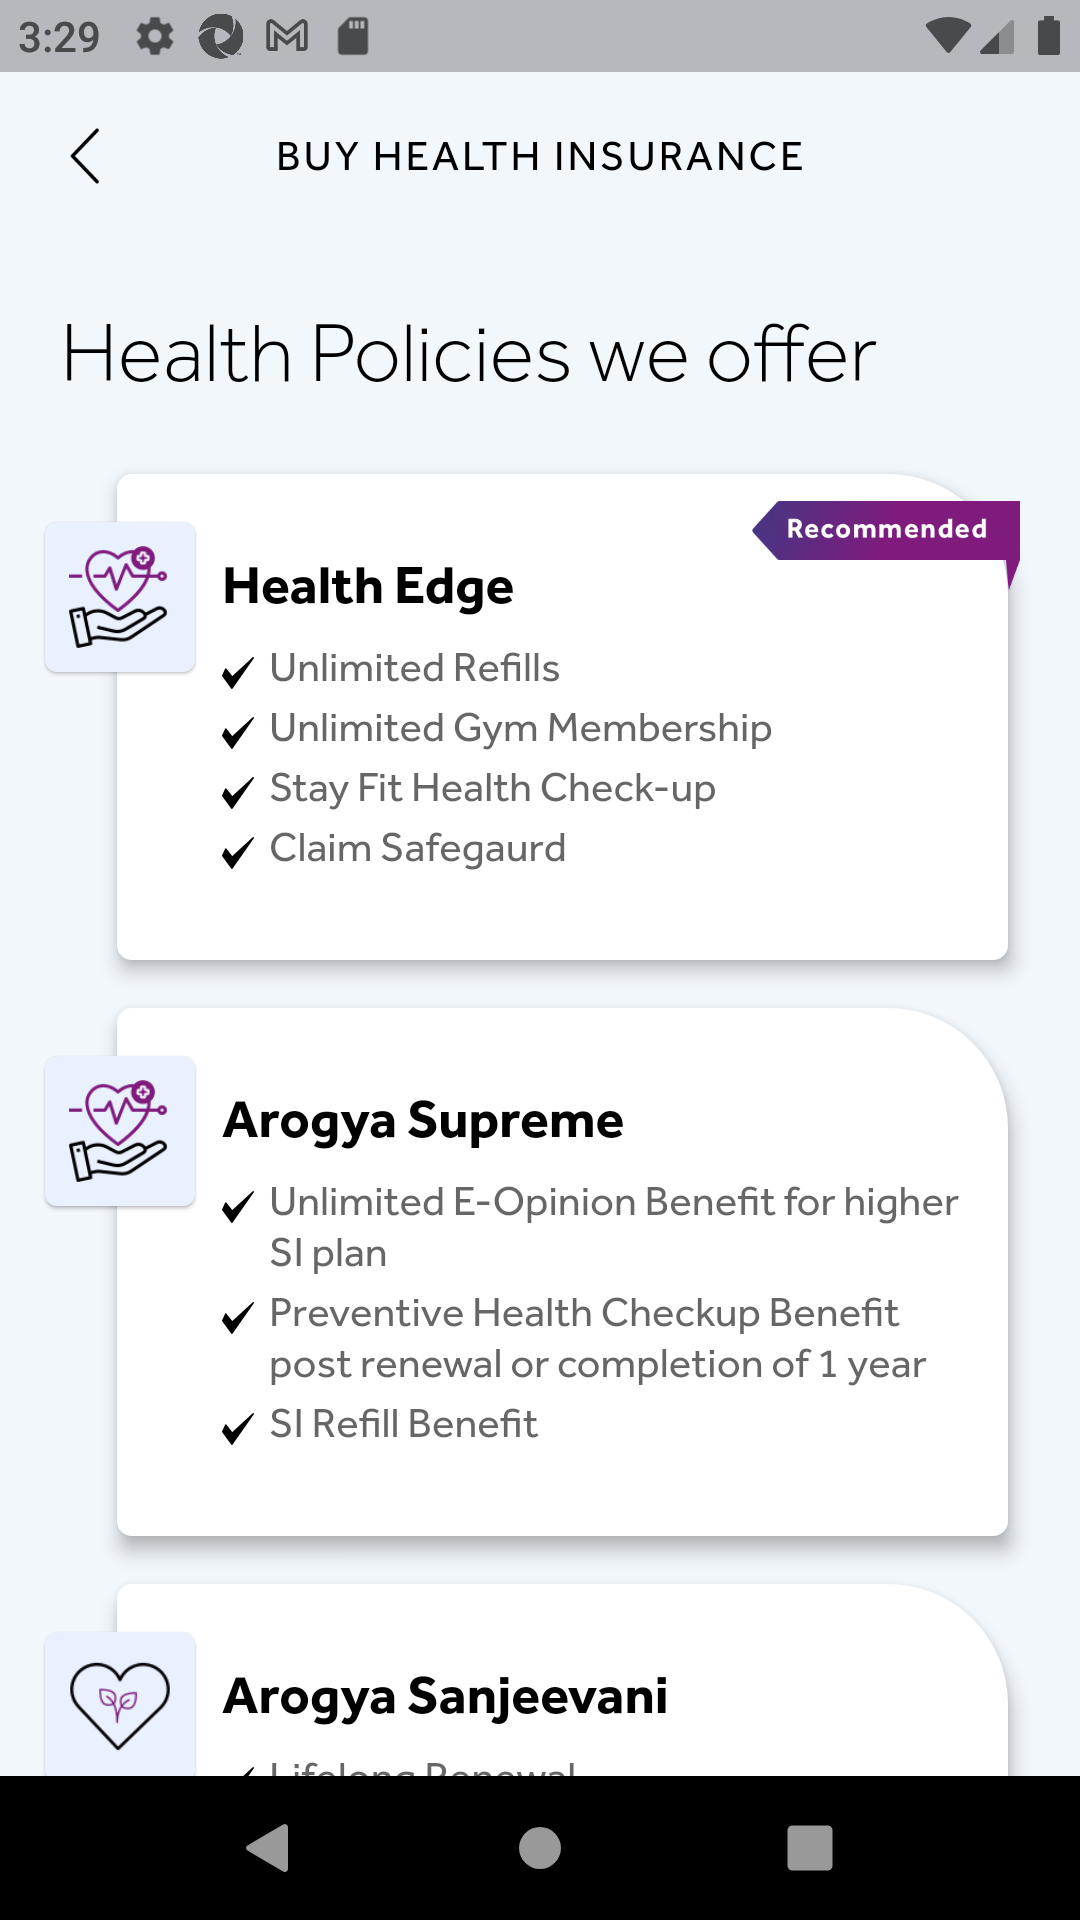 3:29
BUY HEALTH INSURANCE
Health Policies we offer
Recommended
Health Edge
Unlimited Refills
Unlimited Gym Membership
Stay Fit Health Check-up
Claim Safegaurd
Arogya Supreme
Unlimited E-Opinion Benefit for higher
SI plan
Preventive Health Checkup Benefit
post renewal or completion of 1 year
SI Refill Benefit
Arogya Sanjeevani
Lifelong Renewal